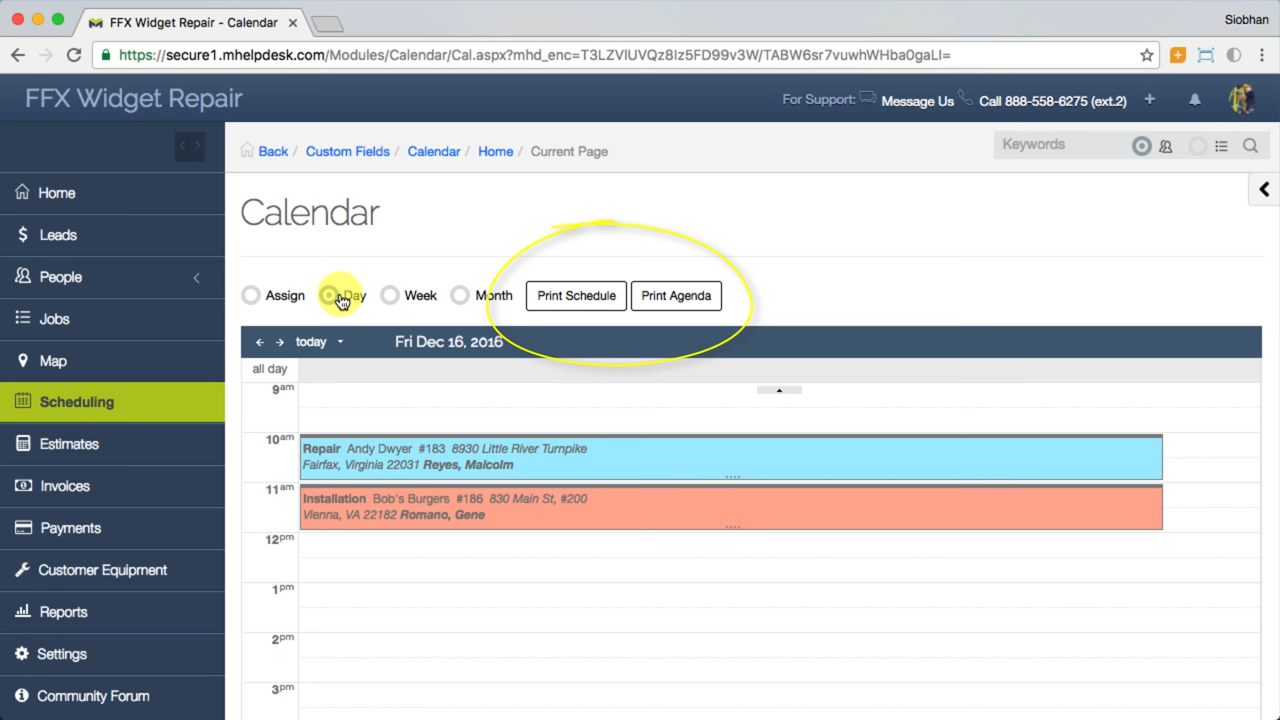 FFX Widget Repair - Calendar
Siobhan
https://secure1.mhelpdesk.com/Modules/Calendar/Cal.aspx?mhd_enc=T3LZVlUVQz8Iz5FD99v3W/TABW6sr7vuwhWHba0gaLI=
FFX Widget Repair
For Support: Message Us Call 888-558-6275 (ext.2)
Back / Custom Fields / Calendar / Home / Current Page
Keywords
Home
Leads
People
Jobs
Map
Scheduling
Estimates
Invoices
Payments
Customer Equipment
Reports
Settings
Community Forum
Calendar
Assign Day Week Month Print Schedule Print Agenda
today Fri Dec 16, 2016
all day
9am
10am
Repair Andy Dwyer #183 8930 Little River Turnpike
Fairfax, Virginia 22031 Reyes, Malcolm
11am
Installation Bob's Burgers #186 830 Main St, #200
Vienna, VA 22182 Romano, Gene
12pm
1pm
2pm
3pm